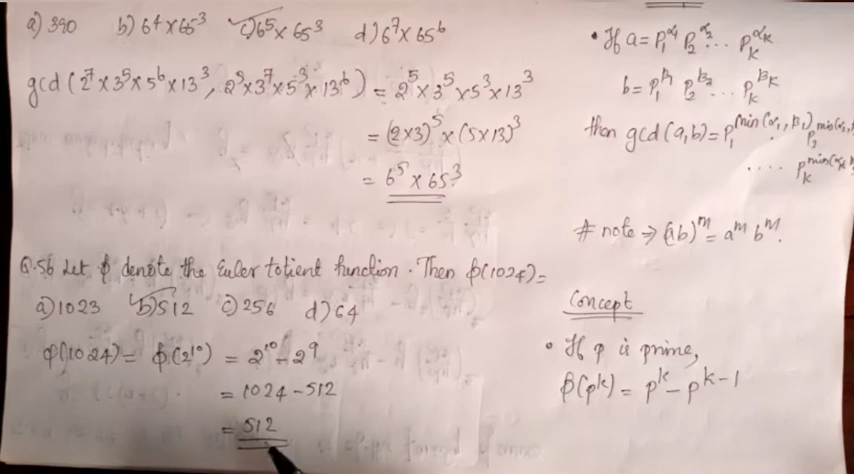 a) 390 b) 6⁴ × 65³ c) 6⁵ × 65³ d) 6⁷ × 65⁶
gcd (2⁷ × 3⁵ × 5⁶ × 13³, 2⁵ × 3⁷ × 5³ × 13⁶) = 2⁵ × 3⁵ × 5³ × 13³
= (2×3)⁵ × (5×13)³
= 6⁵ × 65³
Q.56 Let φ denote the Euler totient function. Then φ(1024) =
a) 1023 b) 512 c) 256 d) 64
φ(1024) = φ(2¹⁰) = 2¹⁰ - 2⁹
= 1024 - 512
= 512
• If a = p₁^α₁ p₂^α₂ ... p_k^α_k
b = p₁^β₁ p₂^β₂ ... p_k^β_k
then gcd (a,b) = p₁^min(α₁, β₁) p₂^min(α₂,
.... p_k^min(α_k,
# note ⇒ (ab)^m = a^m b^m.
Concept
• If p is prime,
φ(p^k) = p^k - p^k-1